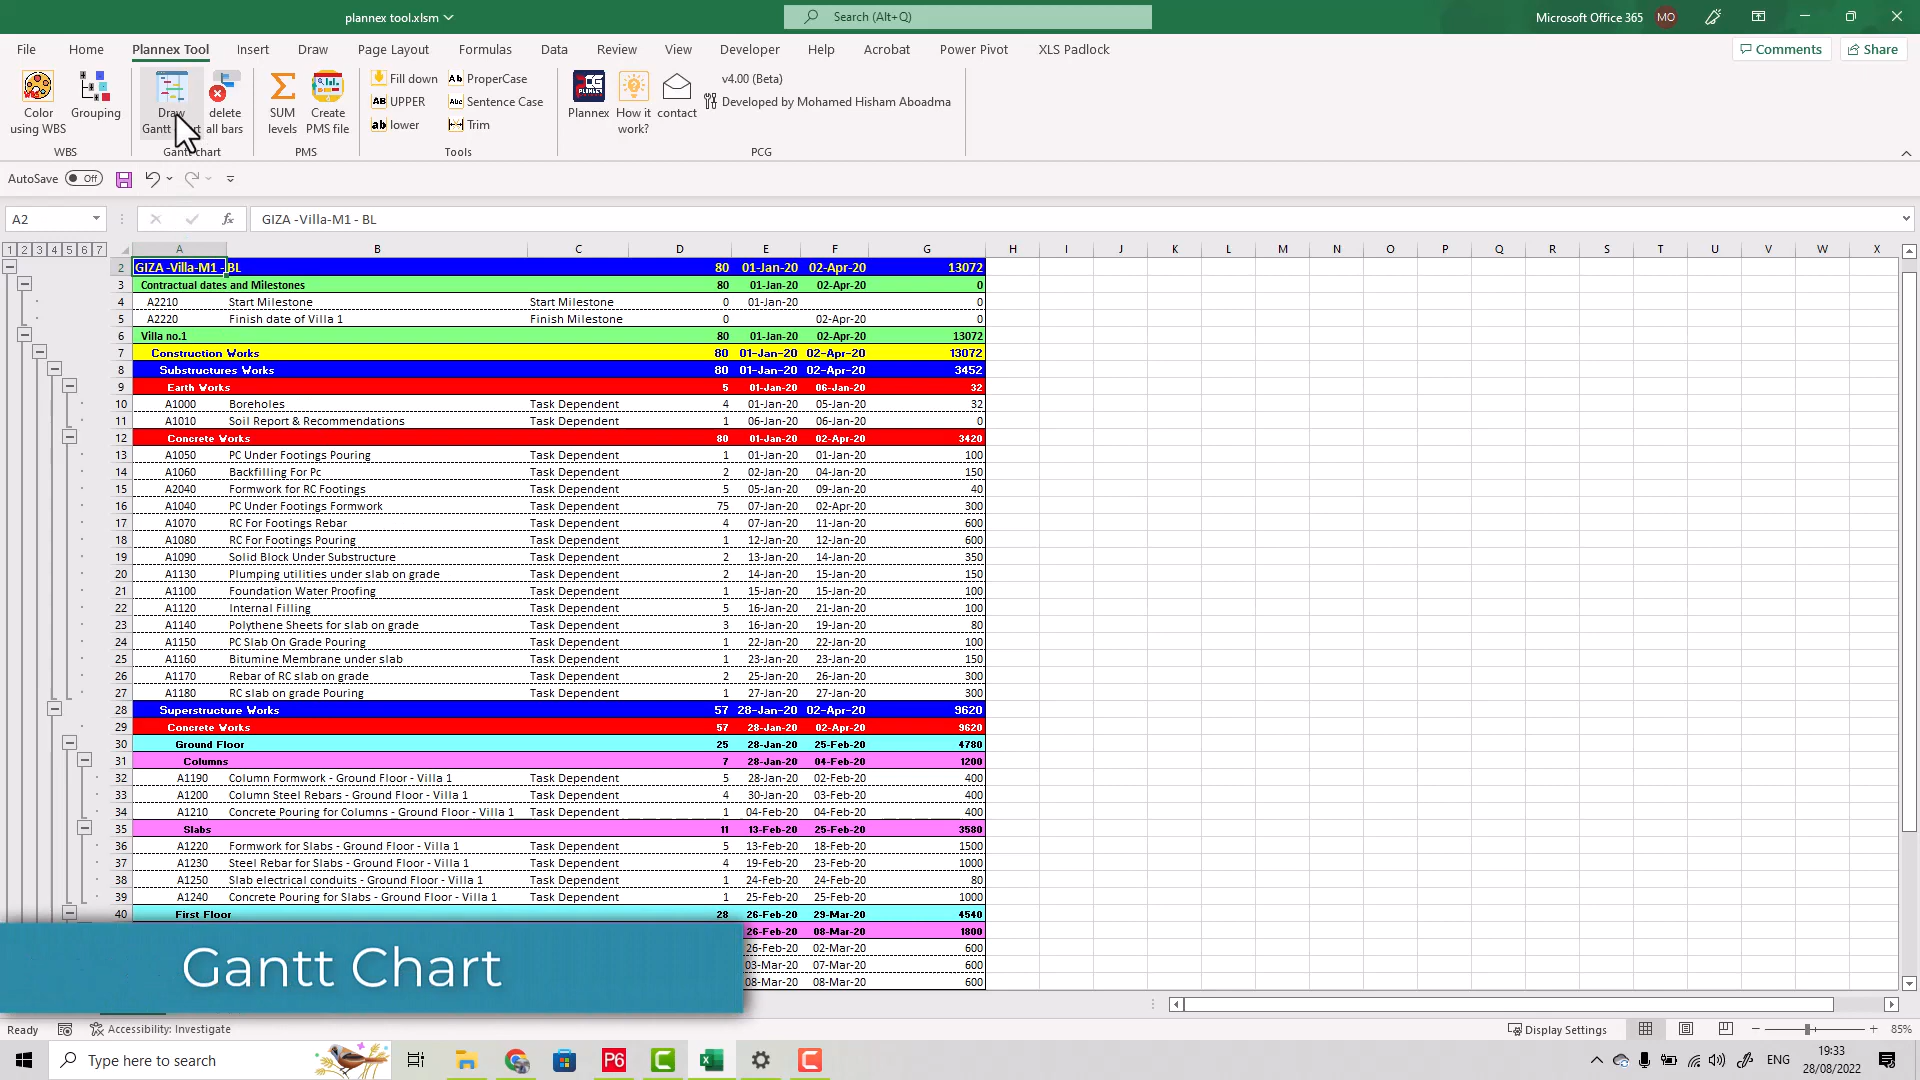 plannex tool.xlsm
Search (Alt+Q)
Microsoft Office 365 MO
File Home Plannex Tool Insert Draw Page Layout Formulas Data Review View Developer Help Acrobat Power Pivot XLS Padlock Comments Share
Color using WBS
Grouping
WBS
Draw Gantt
delete all bars
Gantt chart
SUM levels
Create PMS file
PMS
Fill down
AB UPPER
ab lower
Ab ProperCase
Abc Sentence Case
Trim
Tools
Plannex
How it work?
contact
v4.00 (Beta)
Developed by Mohamed Hisham Aboadma
PCG
AutoSave Off
A2 fx GIZA -Villa-M1 - BL
1 2 3 4 5 6 7 A B C D E F G H I J K L M N O P Q R S T U V W X
2 GIZA -Villa-M1 - BL 80 01-Jan-20 02-Apr-20 13072
3 Contractual dates and Milestones 80 01-Jan-20 02-Apr-20 0
4 A2210 Start Milestone Start Milestone 0 01-Jan-20 0
5 A2220 Finish date of Villa 1 Finish Milestone 0 02-Apr-20 0
6 Villa no.1 80 01-Jan-20 02-Apr-20 13072
7 Construction Works 80 01-Jan-20 02-Apr-20 13072
8 Substructures Works 80 01-Jan-20 02-Apr-20 3452
9 Earth Works 5 01-Jan-20 06-Jan-20 32
10 A1000 Boreholes Task Dependent 4 01-Jan-20 05-Jan-20 32
11 A1010 Soil Report & Recommendations Task Dependent 1 06-Jan-20 06-Jan-20 0
12 Concrete Works 80 01-Jan-20 02-Apr-20 3420
13 A1050 PC Under Footings Pouring Task Dependent 1 01-Jan-20 01-Jan-20 100
14 A1060 Backfilling For Pc Task Dependent 2 02-Jan-20 04-Jan-20 150
15 A2040 Formwork for RC Footings Task Dependent 5 05-Jan-20 09-Jan-20 40
16 A1040 PC Under Footings Formwork Task Dependent 75 07-Jan-20 02-Apr-20 300
17 A1070 RC For Footings Rebar Task Dependent 4 07-Jan-20 11-Jan-20 600
18 A1080 RC For Footings Pouring Task Dependent 1 12-Jan-20 12-Jan-20 600
19 A1090 Solid Block Under Substructure Task Dependent 2 13-Jan-20 14-Jan-20 350
20 A1130 Plumping utilities under slab on grade Task Dependent 2 14-Jan-20 15-Jan-20 150
21 A1100 Foundation Water Proofing Task Dependent 1 15-Jan-20 15-Jan-20 100
22 A1120 Internal Filling Task Dependent 5 16-Jan-20 21-Jan-20 100
23 A1140 Polythene Sheets for slab on grade Task Dependent 3 16-Jan-20 19-Jan-20 80
24 A1150 PC Slab On Grade Pouring Task Dependent 1 22-Jan-20 22-Jan-20 100
25 A1160 Bitumine Membrane under slab Task Dependent 1 23-Jan-20 23-Jan-20 150
26 A1170 Rebar of RC slab on grade Task Dependent 2 25-Jan-20 26-Jan-20 300
27 A1180 RC slab on grade Pouring Task Dependent 1 27-Jan-20 27-Jan-20 300
28 Superstructure Works 57 28-Jan-20 02-Apr-20 9620
29 Concrete Works 57 28-Jan-20 02-Apr-20 9620
30 Ground Floor 25 28-Jan-20 25-Feb-20 4780
31 Columns 7 28-Jan-20 04-Feb-20 1200
32 A1190 Column Formwork - Ground Floor - Villa 1 Task Dependent 5 28-Jan-20 02-Feb-20 400
33 A1200 Column Steel Rebars - Ground Floor - Villa 1 Task Dependent 4 30-Jan-20 03-Feb-20 400
34 A1210 Concrete Pouring for Columns - Ground Floor - Villa 1 Task Dependent 1 04-Feb-20 04-Feb-20 400
35 Slabs 11 13-Feb-20 25-Feb-20 3580
36 A1220 Formwork for Slabs - Ground Floor - Villa 1 Task Dependent 5 13-Feb-20 18-Feb-20 1500
37 A1230 Steel Rebar for Slabs - Ground Floor - Villa 1 Task Dependent 4 19-Feb-20 23-Feb-20 1000
38 A1250 Slab electrical conduits - Ground Floor - Villa 1 Task Dependent 1 24-Feb-20 24-Feb-20 80
39 A1240 Concrete Pouring for Slabs - Ground Floor - Villa 1 Task Dependent 1 25-Feb-20 25-Feb-20 1000
40 First Floor 28 26-Feb-20 29-Mar-20 4540
26-Feb-20 08-Mar-20 1800
26-Feb-20 02-Mar-20 600
03-Mar-20 07-Mar-20 600
08-Mar-20 08-Mar-20 600
Gantt Chart
Ready Accessibility: Investigate Display Settings 85%
Type here to search P6 ENG 19:33
28/08/2022